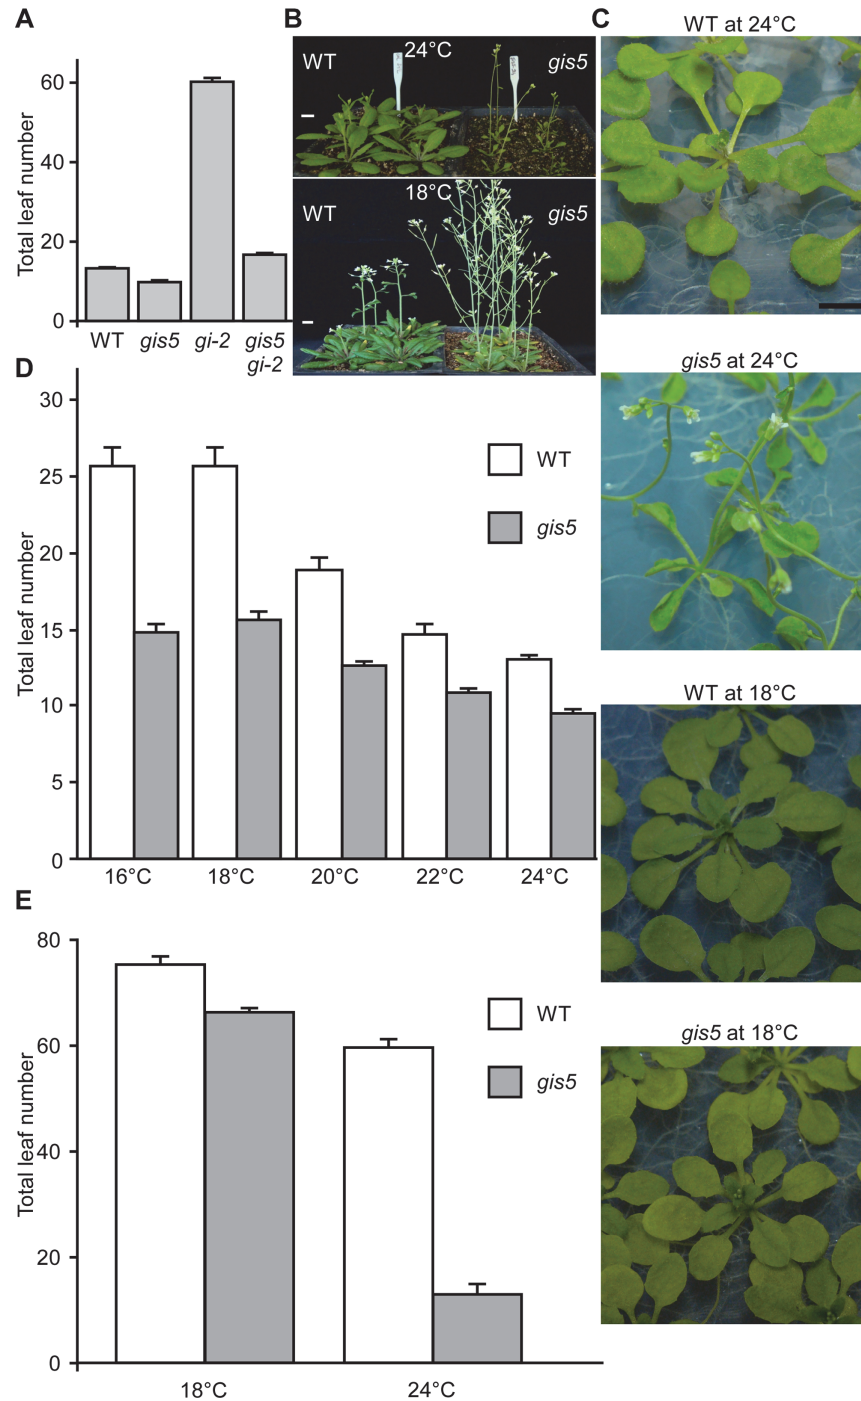 A
Total leaf number
60
40
20
0
WT
gis5
gi-2
gis5
gi-2
B
WT
24°C
gis5
WT
18°C
gis5
C
WT at 24°C
gis5 at 24°C
WT at 18°C
gis5 at 18°C
D
Total leaf number
30
25
20
15
10
5
0
16°C
18°C
20°C
22°C
24°C
WT
gis5
E
Total leaf number
80
60
40
20
0
18°C
24°C
WT
gis5